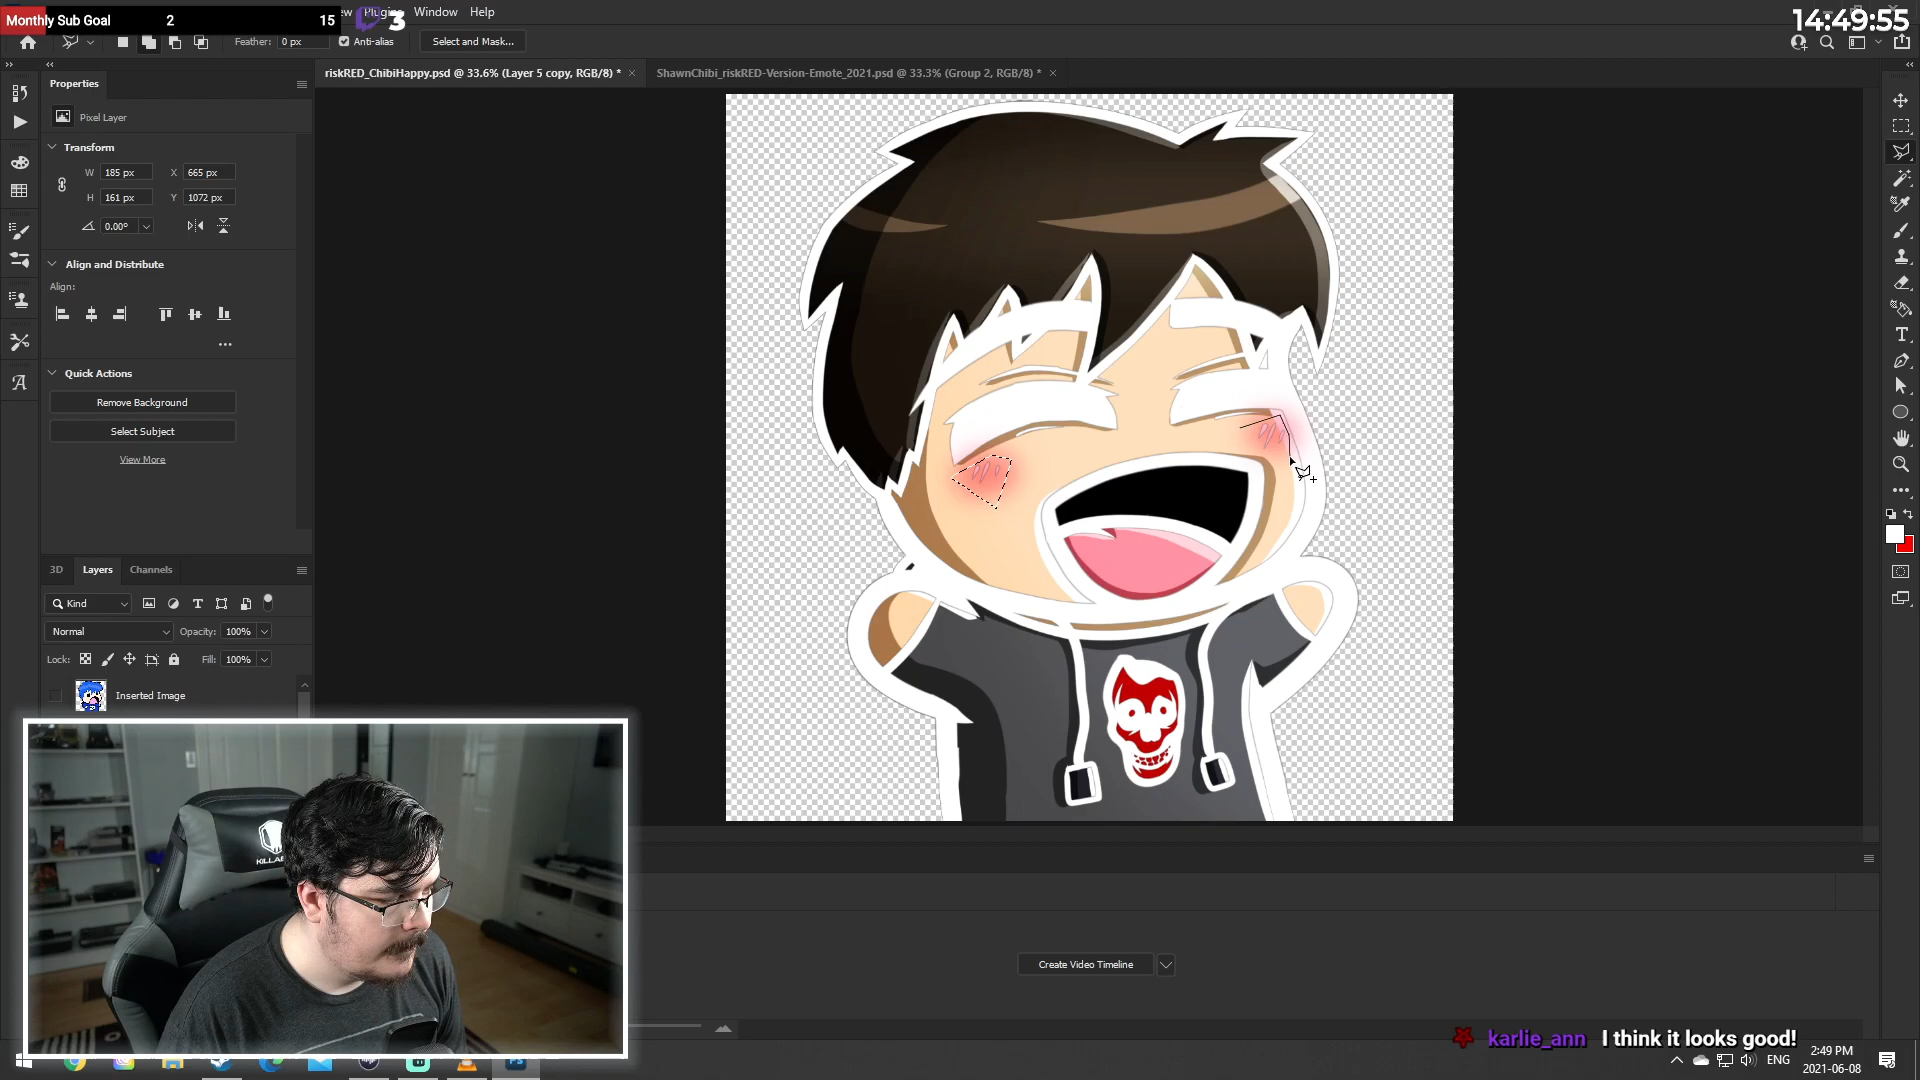 Monthly Sub Goal 2 15
3
Plugins Window Help
14:49:55
Feather: 0 px
Anti-alias
Select and Mask...
riskRED_ChibiHappy.psd @ 33.6% (Layer 5 copy, RGB/8) * ×
ShawnChibi_riskRED-Version-Emote_2021.psd @ 33.3% (Group 2, RGB/8) * ×
Properties
Pixel Layer
Transform
W 185 px X 665 px
H 161 px Y 1072 px
0.00°
Align and Distribute
Align:
Quick Actions
Remove Background
Select Subject
View More
3D Layers Channels
Kind
Normal Opacity: 100%
Lock: Fill: 100%
Inserted Image
Create Video Timeline
karlie_ann I think it looks good!
ENG
2:49 PM
2021-06-08